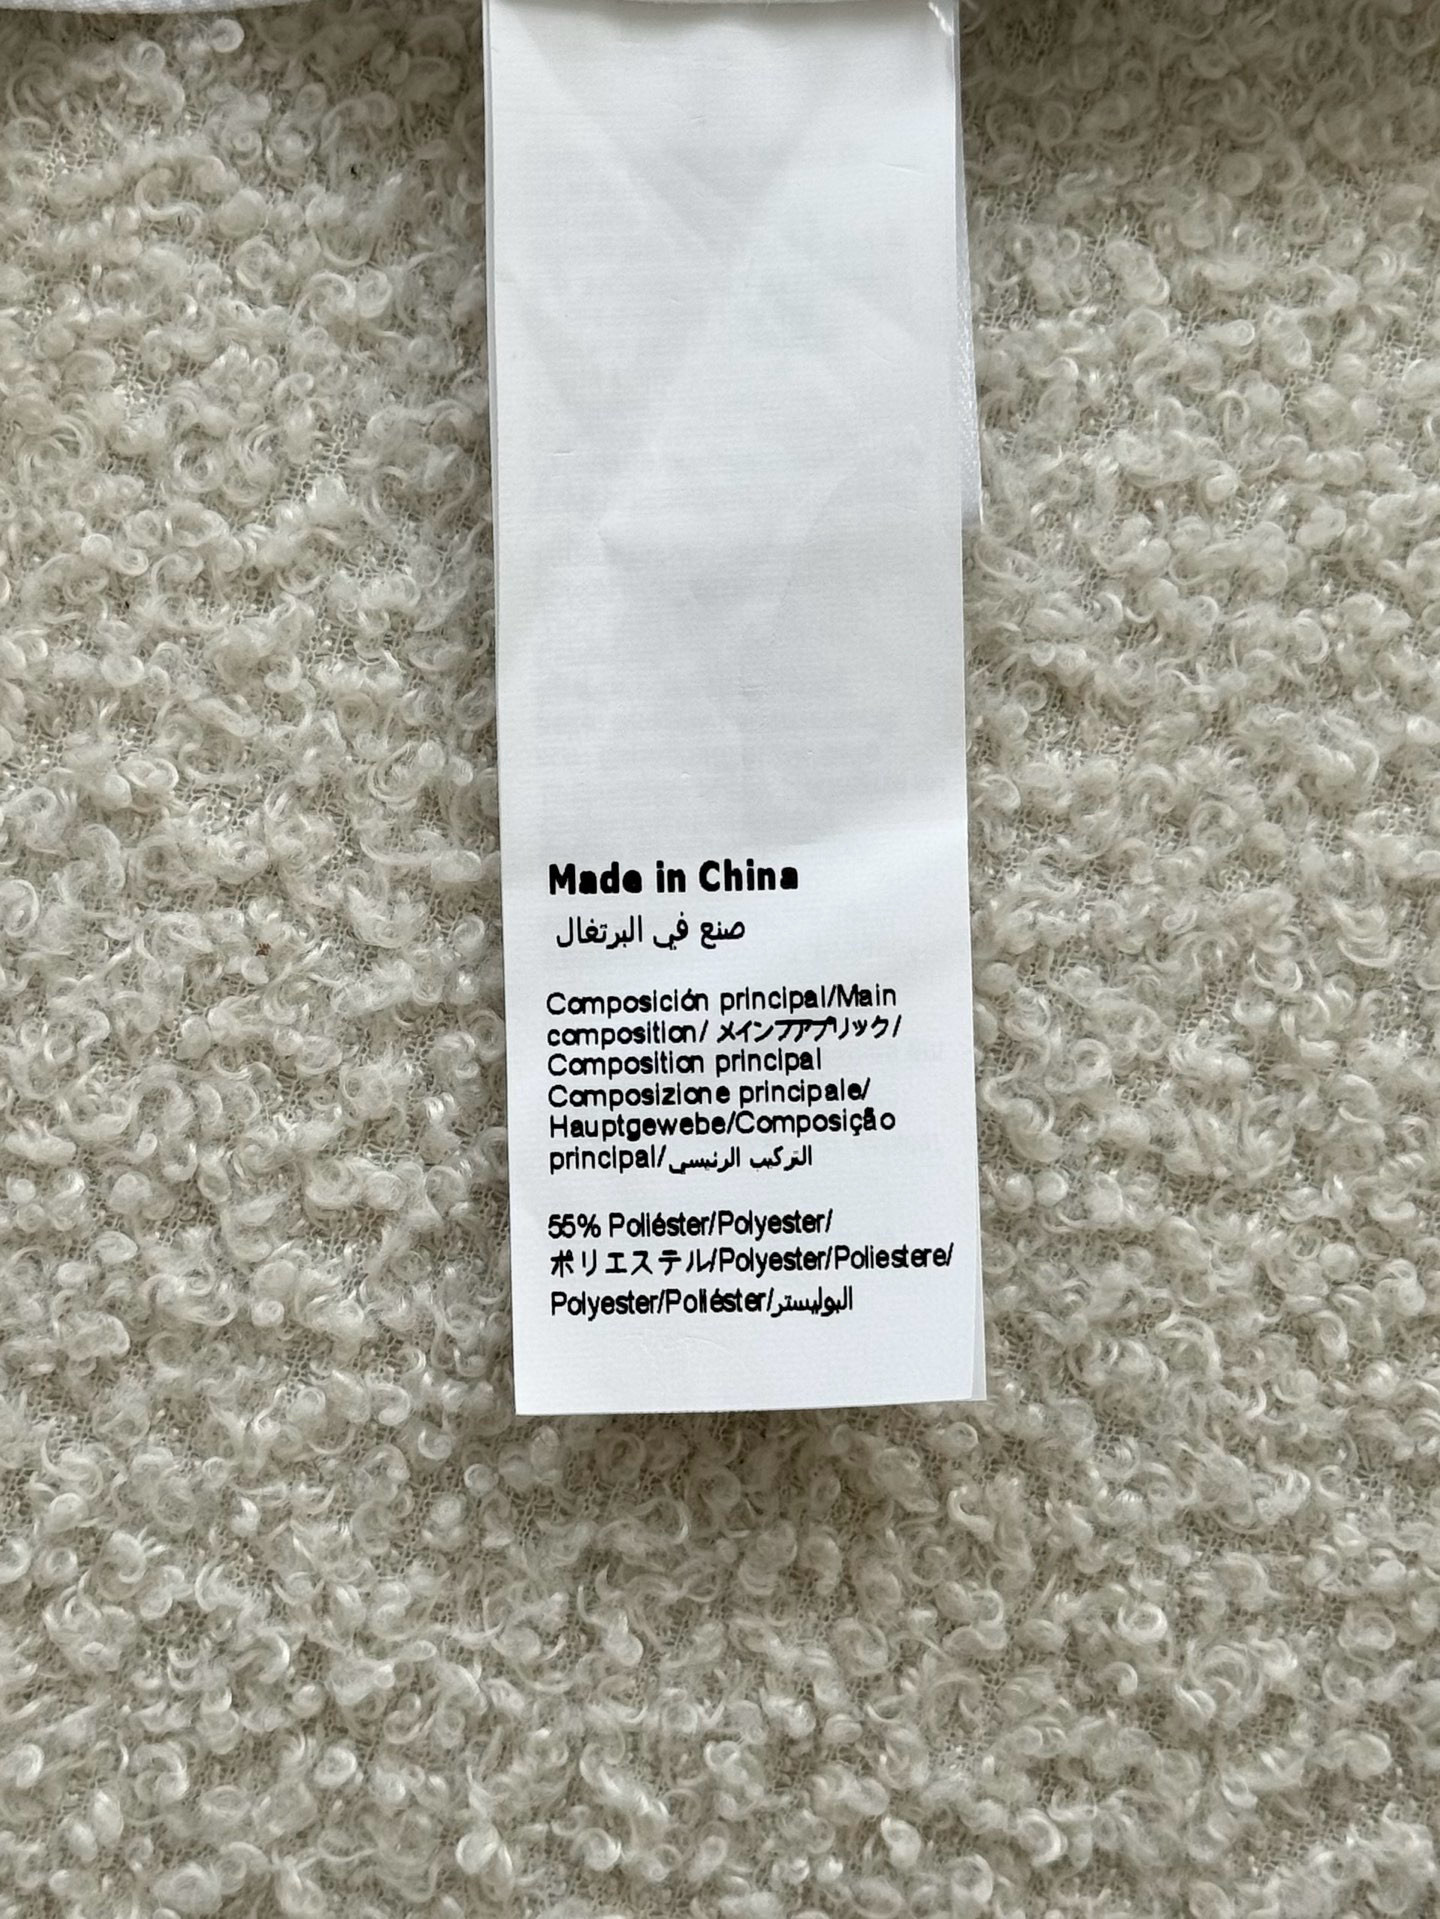 Made in China
صنع في البرتغال
Composición principal/Main
composition/ メインファブリック/
Composition principal
Composizione principale/
Hauptgewebe/Composição
principal/التركيب الرئيسي
55% Poliéster/Polyester/
ポリエステル/Polyester/Poliestere/
Polyester/Poliéster/البوليستر